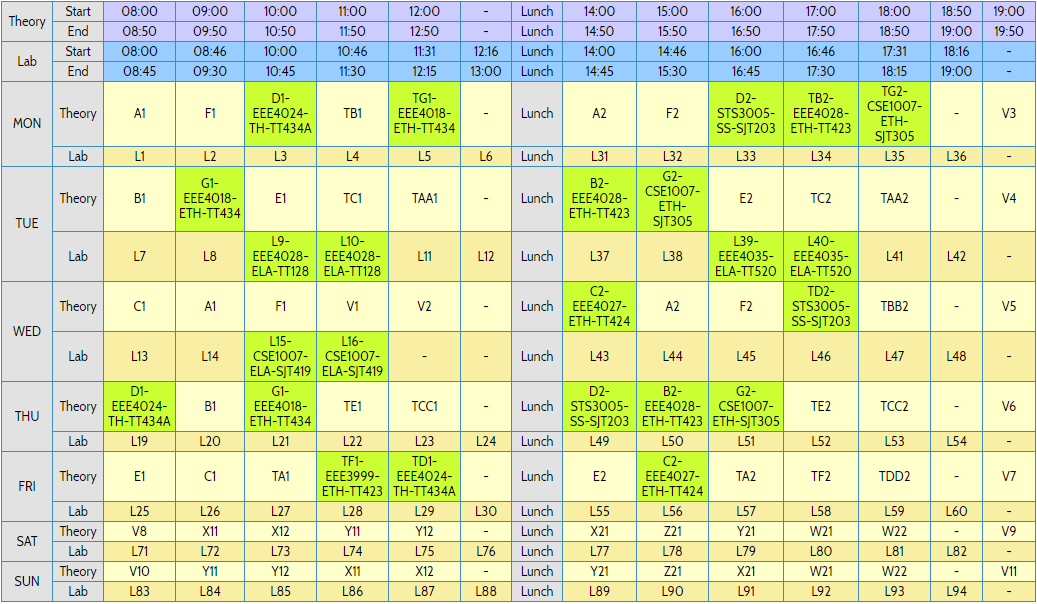 Theory Start 08:00 09:00 10:00 11:00 12:00 - Lunch 14:00 15:00 16:00 17:00 18:00 18:50 19:00
End 08:50 09:50 10:50 11:50 12:50 - Lunch 14:50 15:50 16:50 17:50 18:50 19:00 19:50
Lab Start 08:00 08:46 10:00 10:46 11:31 12:16 Lunch 14:00 14:46 16:00 16:46 17:31 18:16 -
End 08:45 09:30 10:45 11:30 12:15 13:00 Lunch 14:45 15:30 16:45 17:30 18:15 19:00 -
MON Theory A1 F1 D1-EEE4024-TH-TT434A TB1 TG1-EEE4018-ETH-TT434 - Lunch A2 F2 D2-STS3005-SS-SJT203 TB2-EEE4028-ETH-TT423 TG2-CSE1007-ETH-SJT305 - V3
Lab L1 L2 L3 L4 L5 L6 Lunch L31 L32 L33 L34 L35 L36 -
TUE Theory B1 G1-EEE4018-ETH-TT434 E1 TC1 TAA1 - Lunch B2-EEE4028-ETH-TT423 G2-CSE1007-ETH-SJT305 E2 TC2 TAA2 - V4
Lab L7 L8 L9-EEE4028-ELA-TT128 L10-EEE4028-ELA-TT128 L11 L12 Lunch L37 L38 L39-EEE4035-ELA-TT520 L40-EEE4035-ELA-TT520 L41 L42 -
WED Theory C1 A1 F1 V1 V2 - Lunch C2-EEE4027-ETH-TT424 A2 F2 TD2-STS3005-SS-SJT203 TBB2 - V5
Lab L13 L14 L15-CSE1007-ELA-SJT419 L16-CSE1007-ELA-SJT419 - - Lunch L43 L44 L45 L46 L47 L48 -
THU Theory D1-EEE4024-TH-TT434A B1 G1-EEE4018-ETH-TT434 TE1 TCC1 - Lunch D2-STS3005-SS-SJT203 B2-EEE4028-ETH-TT423 G2-CSE1007-ETH-SJT305 TE2 TCC2 - V6
Lab L19 L20 L21 L22 L23 L24 Lunch L49 L50 L51 L52 L53 L54 -
FRI Theory E1 C1 TA1 TF1-EEE3999-ETH-TT423 TD1-EEE4024-TH-TT434A - Lunch E2 C2-EEE4027-ETH-TT424 TA2 TF2 TDD2 - V7
Lab L25 L26 L27 L28 L29 L30 Lunch L55 L56 L57 L58 L59 L60 -
SAT Theory V8 X11 X12 Y11 Y12 - Lunch X21 Z21 Y21 W21 W22 - V9
Lab L71 L72 L73 L74 L75 L76 Lunch L77 L78 L79 L80 L81 L82 -
SUN Theory V10 Y11 Y12 X11 X12 - Lunch Y21 Z21 X21 W21 W22 - V11
Lab L83 L84 L85 L86 L87 L88 Lunch L89 L90 L91 L92 L93 L94 -